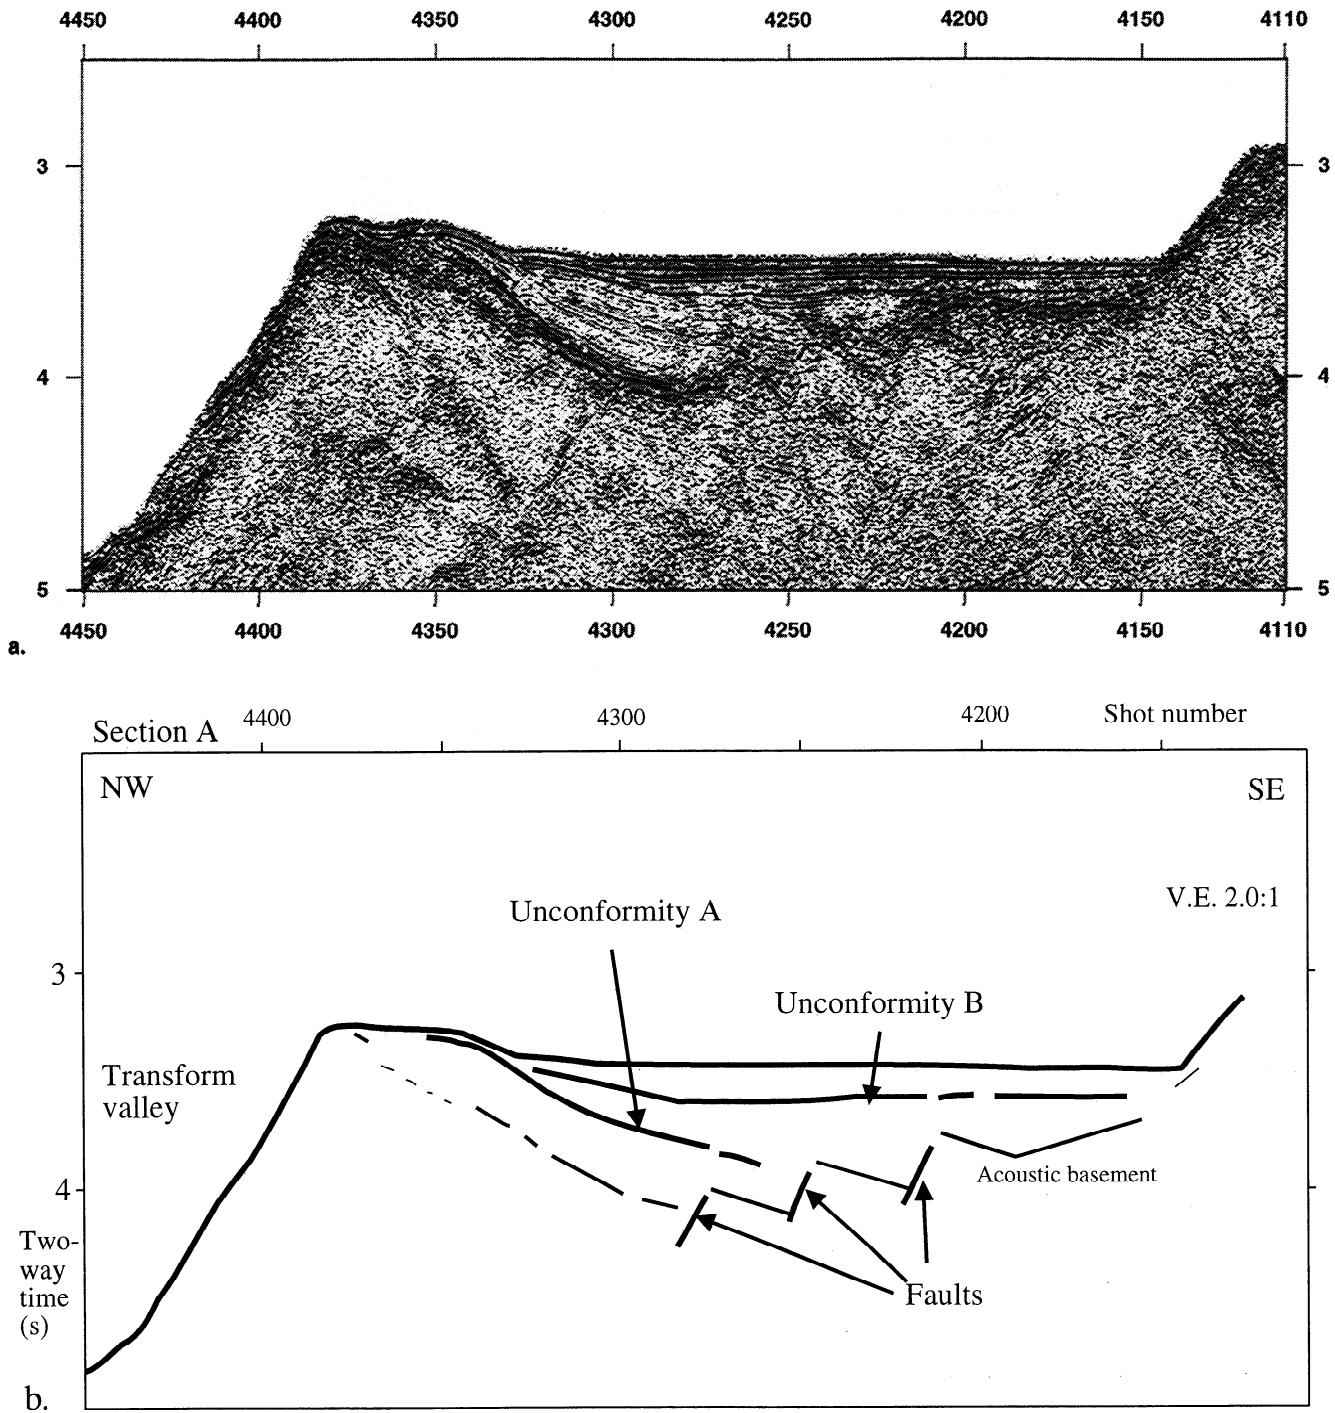 4450 4400 4350 4300 4250 4200 4150 4110
3 3
4 4
5 5
4450 4400 4350 4300 4250 4200 4150 4110
a.
Section A 4400 4300 4200 Shot number
NW SE
V.E. 2.0:1
Unconformity A
3
Unconformity B
Transform
valley
Acoustic basement
4
Two-
way
time
(s)
Faults
b.